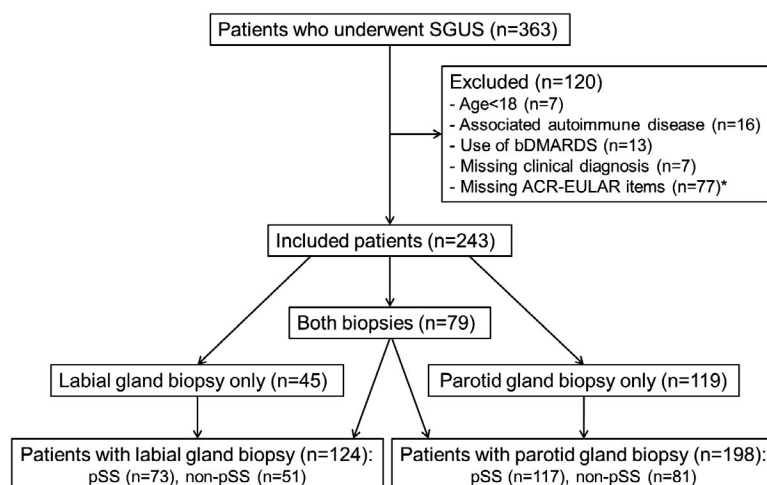 Patients who underwent SGUS (n=363)
Excluded (n=120)
- Age<18 (n=7)
- Associated autoimmune disease (n=16)
- Use of bDMARDS (n=13)
- Missing clinical diagnosis (n=7)
- Missing ACR-EULAR items (n=77)*
Included patients (n=243)
Both biopsies (n=79)
Labial gland biopsy only (n=45)
Parotid gland biopsy only (n=119)
Patients with labial gland biopsy (n=124):
pSS (n=73), non-pSS (n=51)
Patients with parotid gland biopsy (n=198):
pSS (n=117), non-pSS (n=81)